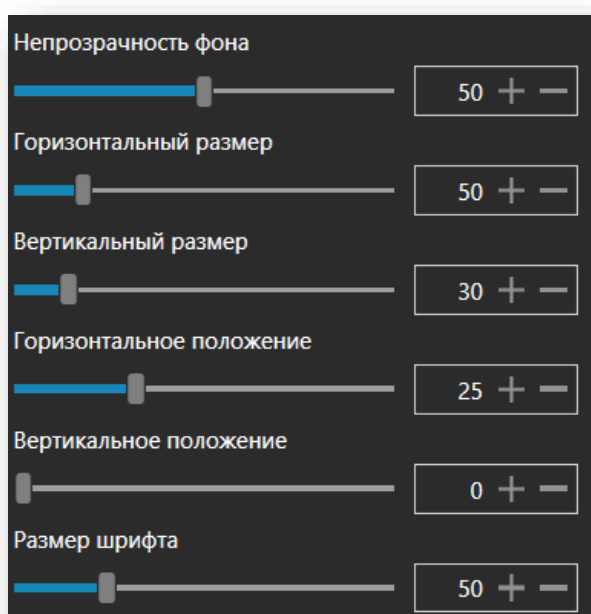 Непрозрачность фона
50
Горизонтальный размер
50
Вертикальный размер
30
Горизонтальное положение
25
Вертикальное положение
0
Размер шрифта
50